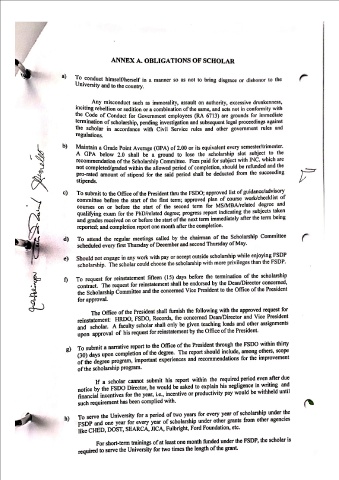 ANNEX A. OBLIGATIONS OF SCHOLAR
a) To conduct himself/herself in a manner so as not to bring disgrace or dishonor to the
University and to the country.
Any misconduct such as immorality, assault on authority, excessive drunkenness,
inciting rebellion or sedition or a combination of the same, and acts not in conformity with
the Code of Conduct for Government employees (RA 6713) are grounds for immediate
termination of scholarship, pending investigation and subsequent legal proceedings against
the scholar in accordance with Civil Service rules and other government rules and
regulations.
b) Maintain a Grade Point Average (GPA) of 2.00 or its equivalent every semester/trimester.
A GPA below 2.0 shall be a ground to lose the scholarship slot subject to the
recommendation of the Scholarship Committee. Fees paid for subject with INC, which are
not completed/graded within the allowed period of completion, should be refunded and the
pro-rated amount of stipend for the said period shall be deducted from the succeeding
stipends.
c) To submit to the Office of the President thru the FSDO; approved list of guidance/advisory
committee before the start of the first term; approved plan of course work/checklist of
courses on or before the start of the second term for MS/MBA/related degree and
qualifying exam for the PhD/related degree; progress report indicating the subjects taken
and grades received on or before the start of the next term immediately after the term being
reported; and completion report one month after the completion.
d) To attend the regular meetings called by the chairman of the Scholarship Committee
scheduled every first Thursday of December and second Thursday of May.
e) Should not engage in any work with pay or accept outside scholarship while enjoying FSDP
scholarship. The scholar could choose the scholarship with more privileges than the FSDP.
f) To request for reinstatement fifteen (15) days before the termination of the scholarship
contract. The request for reinstatement shall be endorsed by the Dean/Director concerned,
the Scholarship Committee and the concerned Vice President to the Office of the President
for approval.
The Office of the President shall furnish the following with the approved request for
reinstatement: HRDO, FSDO, Records, the concerned Dean/Director and Vice President
and scholar. A faculty scholar shall only be given teaching loads and other assignments
upon approval of his request for reinstatement by the Office of the President.
g) To submit a narrative report to the Office of the President through the FSDO within thirty
(30) days upon completion of the degree. The report should include, among others, scope
of the degree program, important experiences and recommendations for the improvement
of the scholarship program.
If a scholar cannot submit his report within the required period even after due
notice by the FSDO Director, he would be asked to explain his negligence in writing and
financial incentives for the year, i.e., incentive or productivity pay would be withheld until
such requirement has been complied with.
h) To serve the University for a period of two years for every year of scholarship under the
FSDP and one year for every year of scholarship under other grants from other agencies
like CHED, DOST, SEARCA, JICA, Fulbright, Ford Foundation, etc.
For short-term trainings of at least one month funded under the FSDP, the scholar is
required to serve the University for two times the length of the grant.